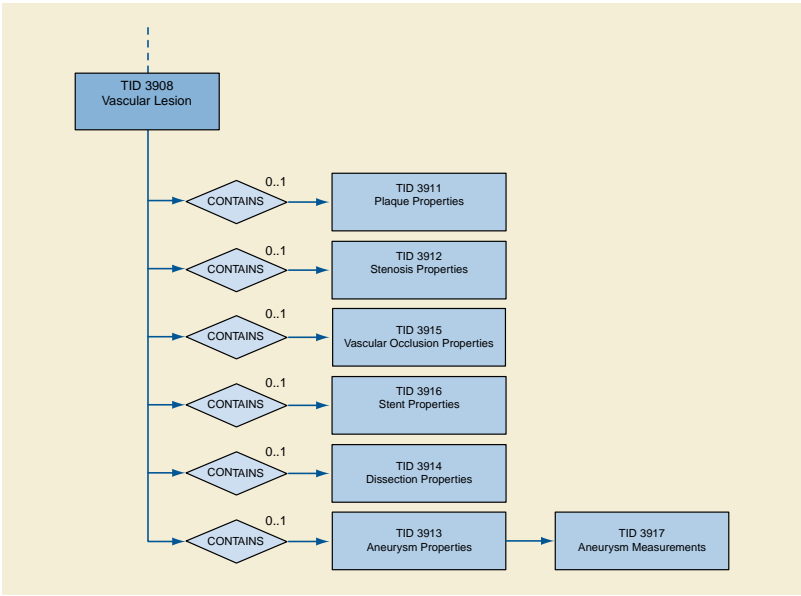 TID 3908
Vascular Lesion
0..1
CONTAINS
TID 3911
Plaque Properties
0..1
CONTAINS
TID 3912
Stenosis Properties
0..1
CONTAINS
TID 3915
Vascular Occlusion Properties
0..1
CONTAINS
TID 3916
Stent Properties
0..1
CONTAINS
TID 3914
Dissection Properties
0..1
CONTAINS
TID 3913
Aneurysm Properties
TID 3917
Aneurysm Measurements